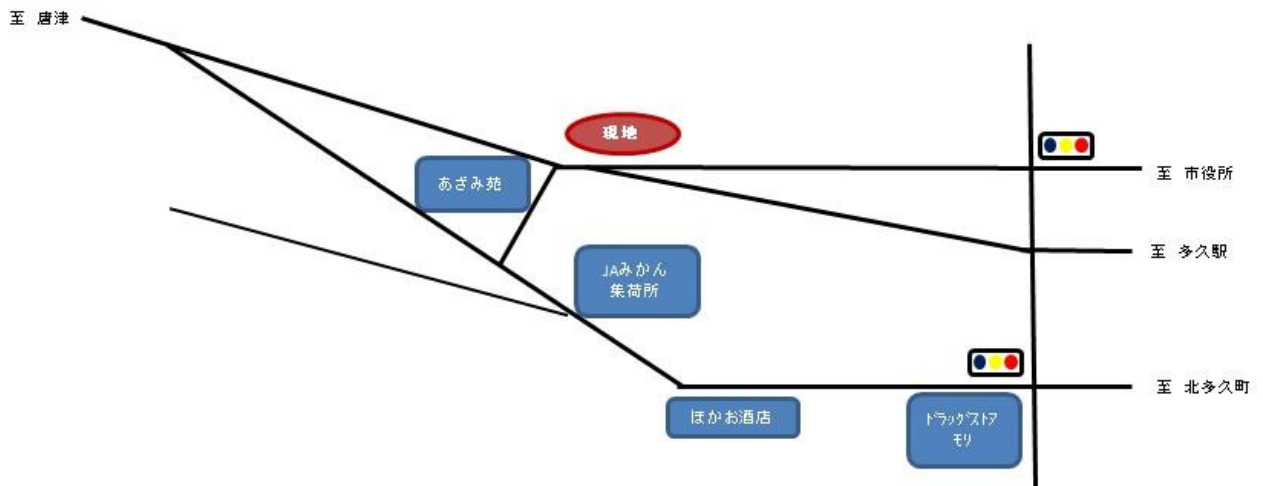 至 唐津
現地
あざみ苑
至 市役所
至 多久駅
JAみかん
集荷所
至 北多久町
ほかお酒店
ﾄﾞﾗｯｸﾞｽﾄｱ
ﾓﾘ